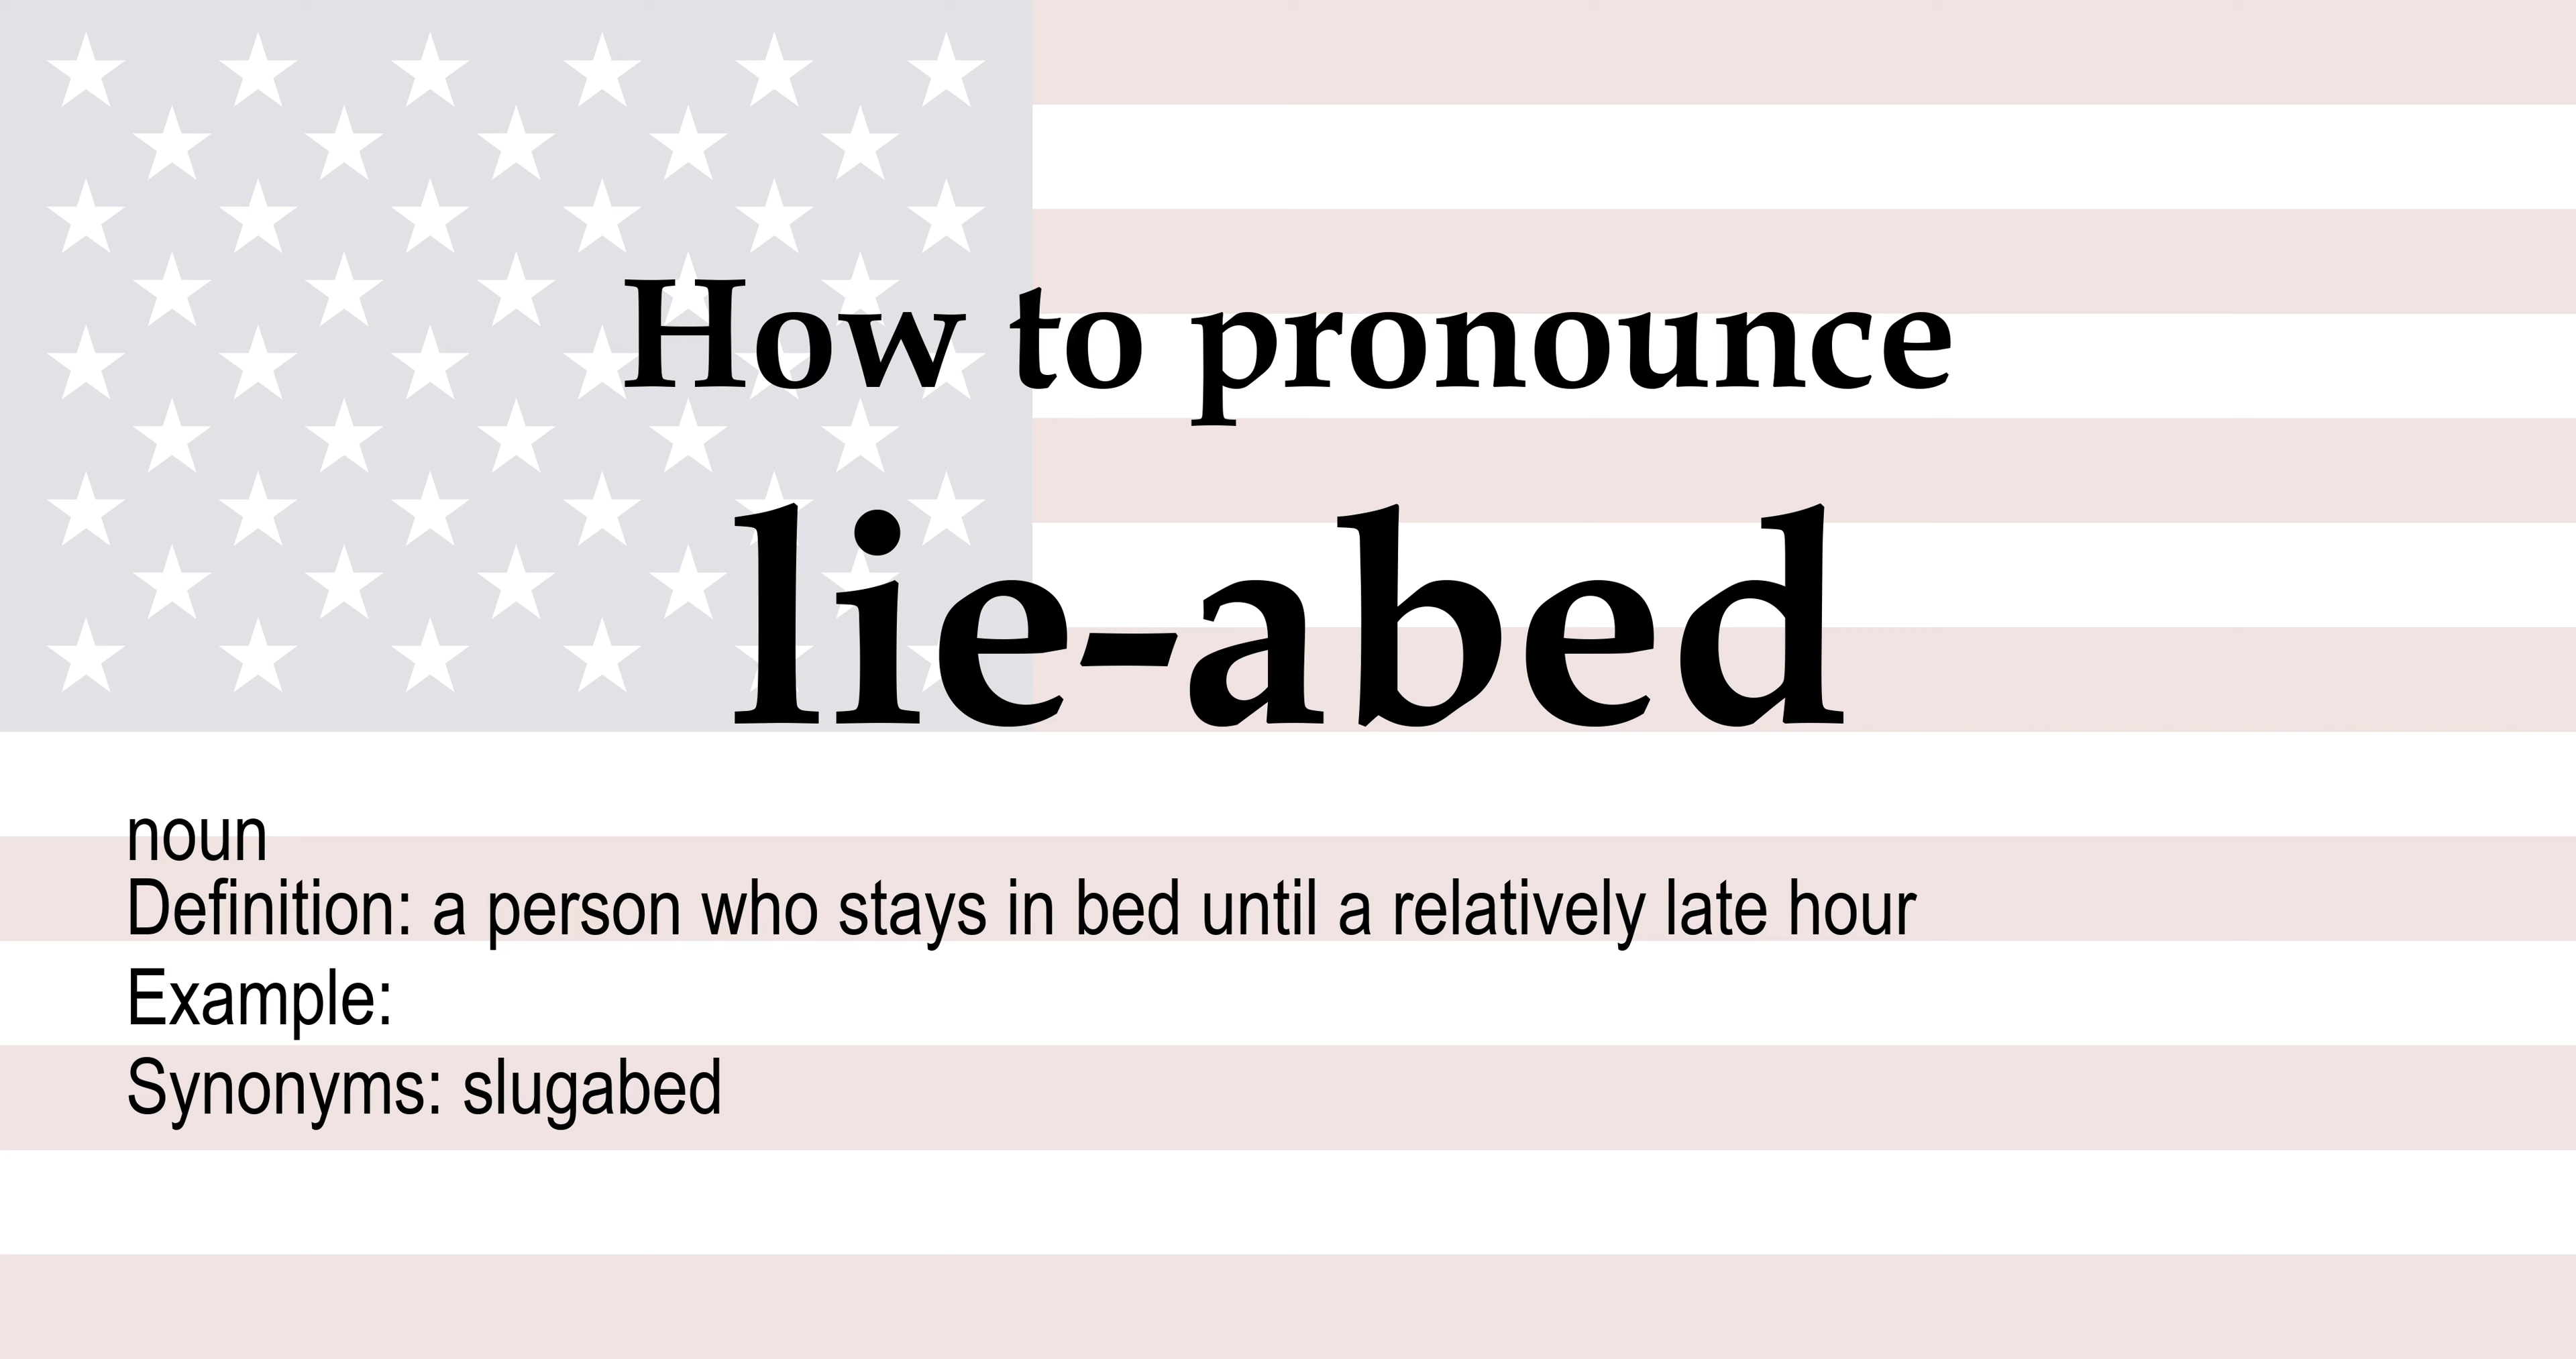 How to pronounce
lie-abed
noun
Definition: a person who stays in bed until a relatively late hour
Example:
Synonyms: slugabed